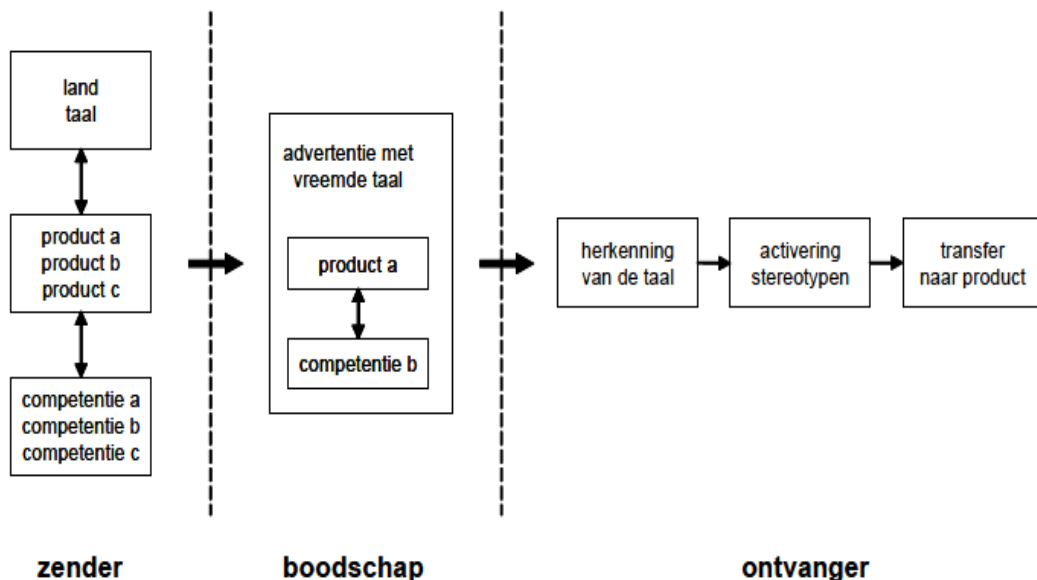 land
taal
product a
product b
product c
competentie a
competentie b
competentie c
zender
advertentie met
vreemde taal
product a
competentie b
boodschap
herkenning
van de taal
activering
stereotypen
transfer
naar product
ontvanger